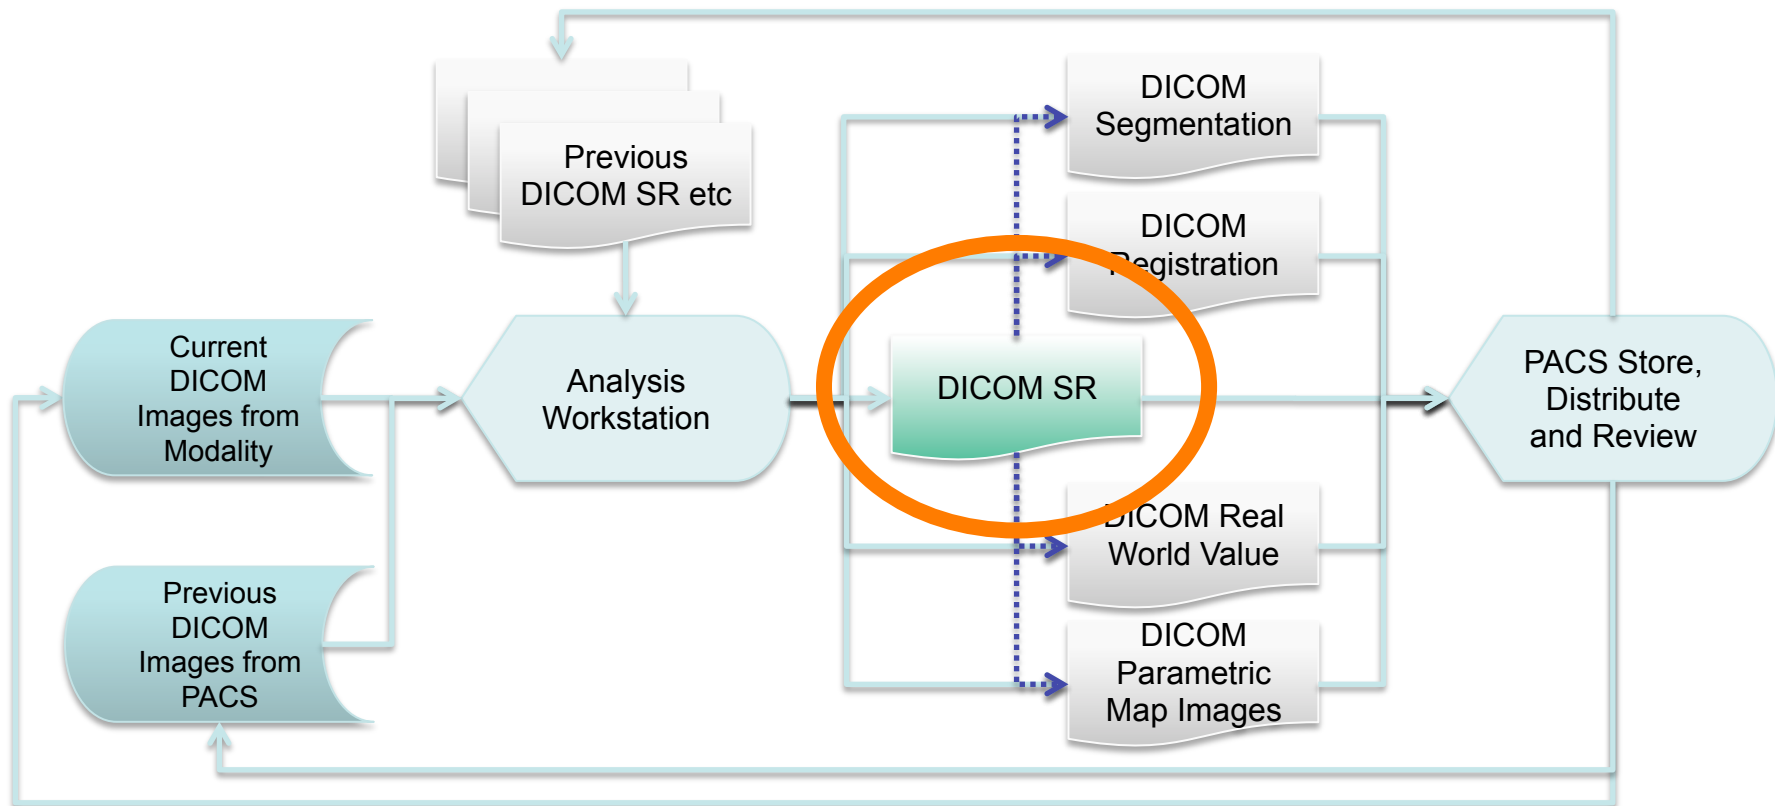 Previous
DICOM SR etc
Current
DICOM
Images from
Modality
Previous
DICOM
Images from
PACS
Analysis
Workstation
DICOM SR
DICOM
Segmentation
DICOM
Registration
DICOM Real
World Value
DICOM
Parametric
Map Images
PACS Store,
Distribute
and Review